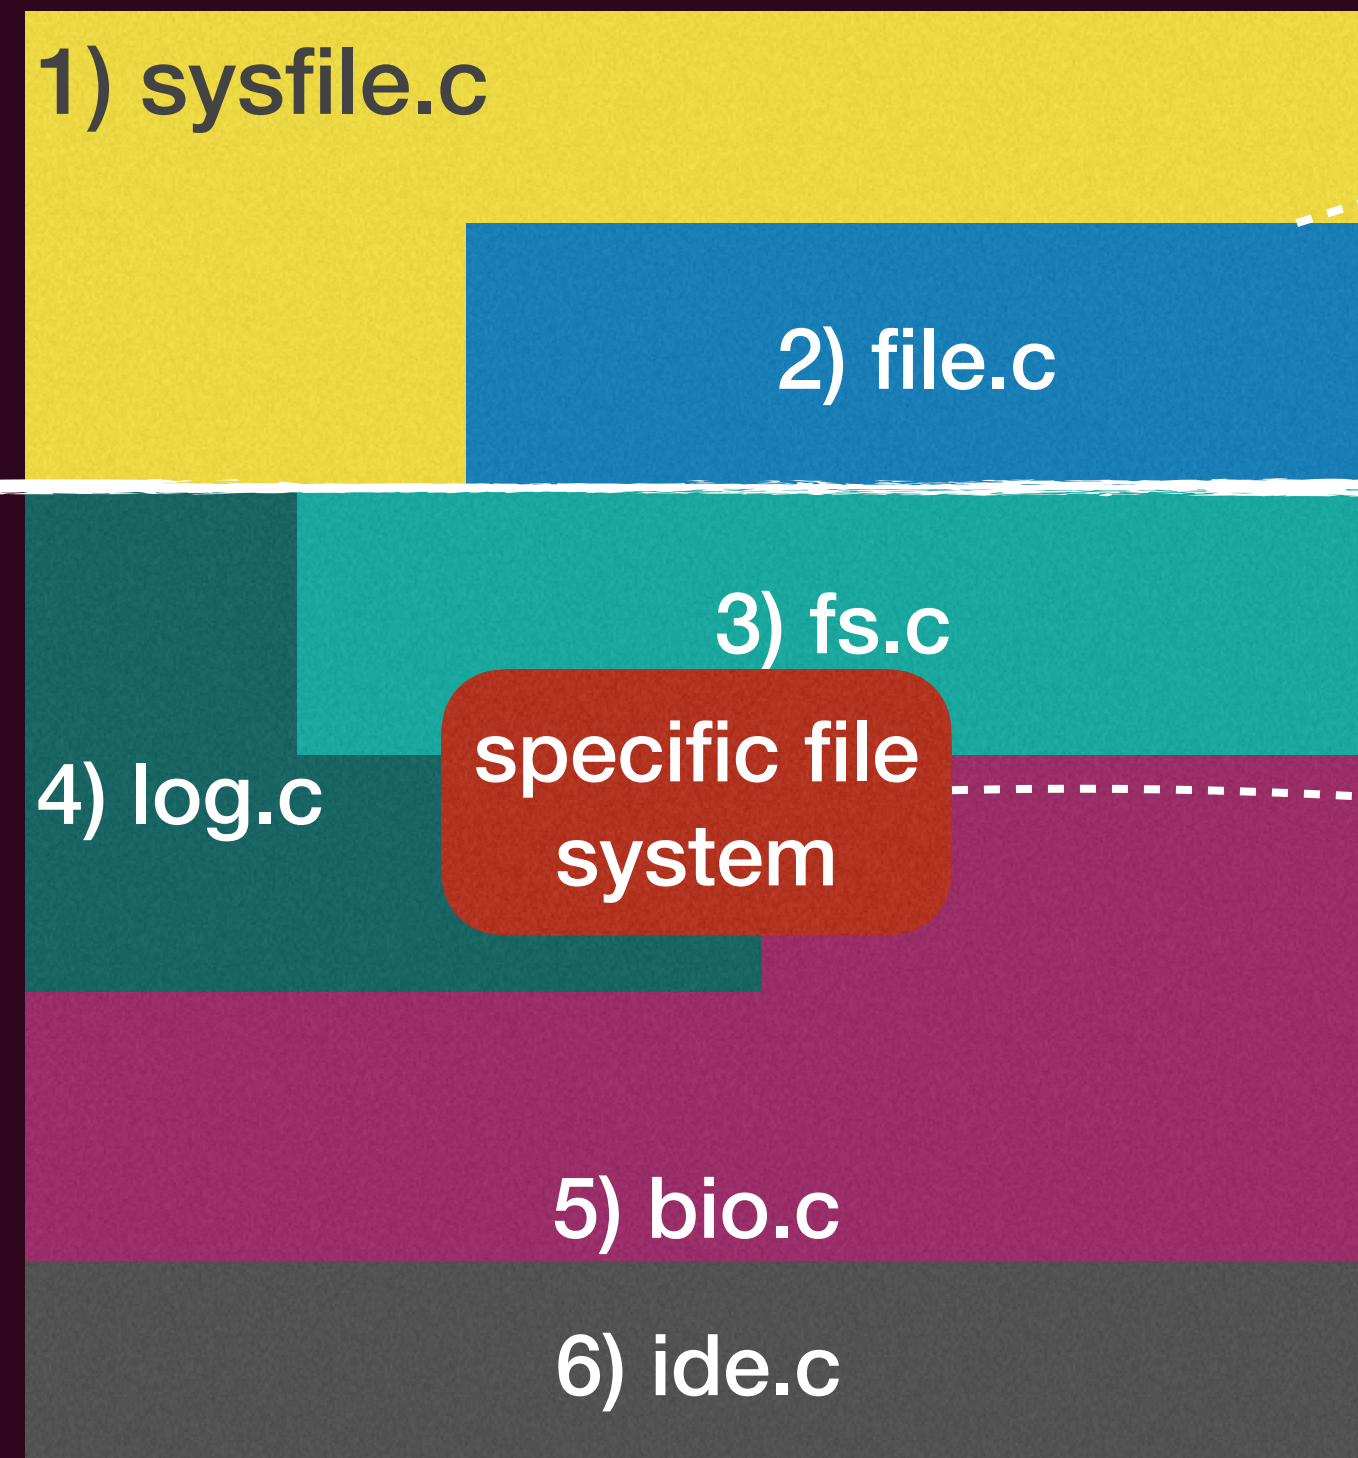 1) sysfile.c
2) file.c
3) fs.c
specific file
system
4) log.c
5) bio.c
6) ide.c